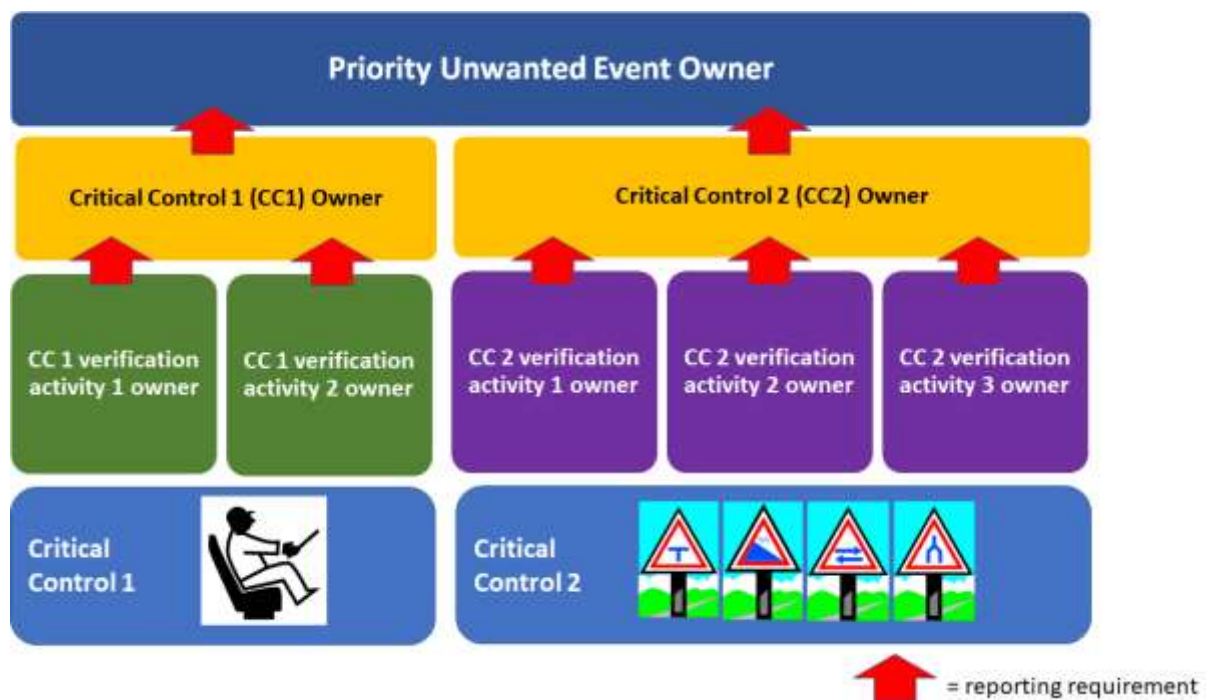 Priority Unwanted Event Owner
Critical Control 1 (CC1) Owner
Critical Control 2 (CC2) Owner
CC 1 verification
activity 1 owner
CC 1 verification
activity 2 owner
CC 2 verification
activity 1 owner
CC 2 verification
activity 2 owner
CC 2 verification
activity 3 owner
Critical
Control 1
Critical
Control 2
= reporting requirement